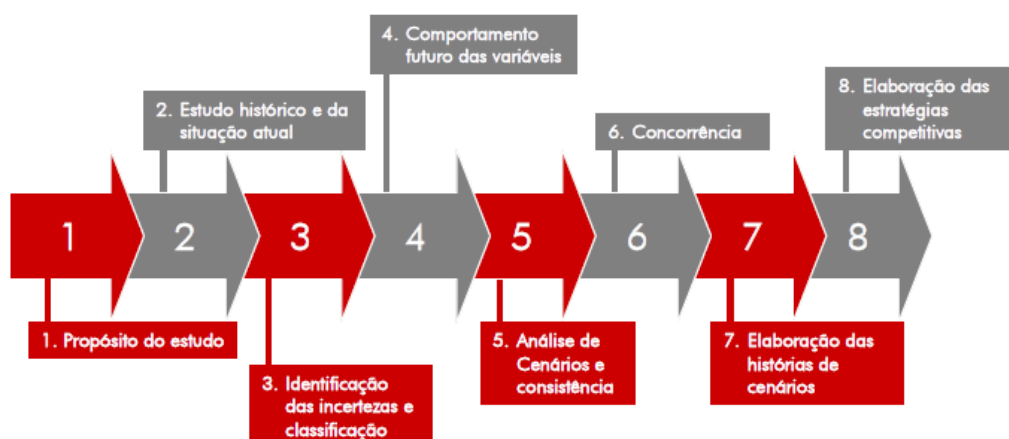 4. Comportamento
futuro das variáveis
2. Estudo histórico e da
situação atual
6. Concorrência
8. Elaboração das
estratégias
competitivas
1
2
3
4
5
6
7
8
1. Propósito do estudo
3. Identificação
das incertezas e
classificação
5. Análise de
Cenários e
consistência
7. Elaboração das
histórias de
cenários